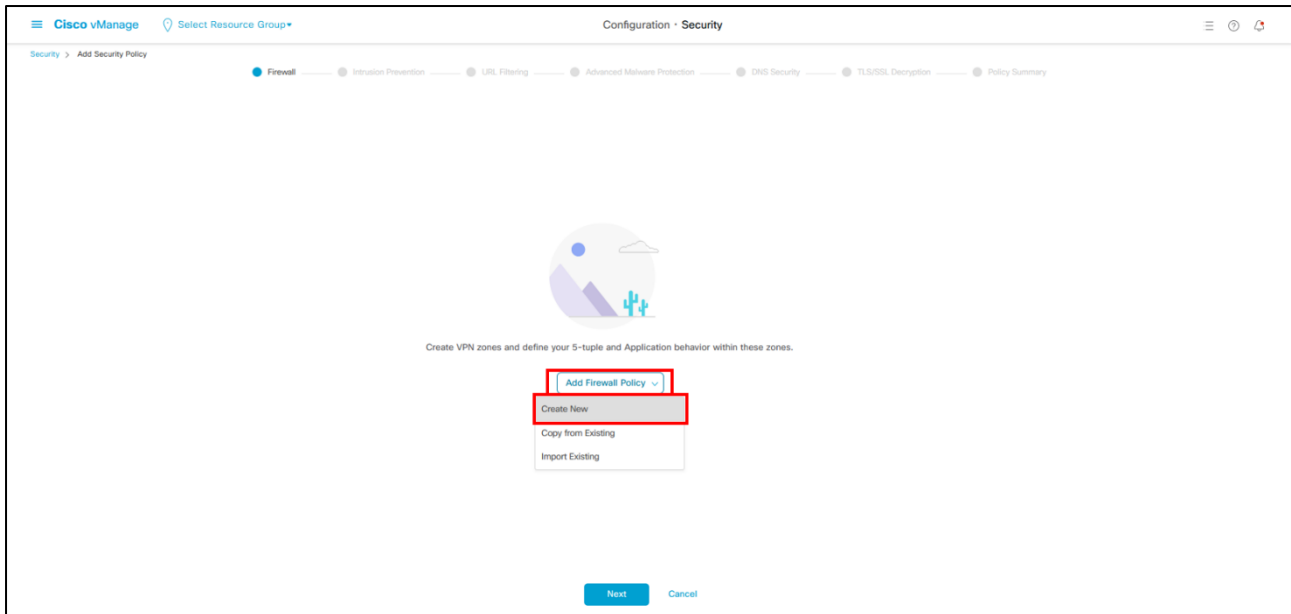 Cisco vManage
Select Resource Group
Configuration · Security
Security > Add Security Policy
Firewall
Intrusion Prevention
URL Filtering
Advanced Malware Protection
DNS Security
TLS/SSL Decryption
Policy Summary
Create VPN zones and define your 5-tuple and Application behavior within these zones.
Add Firewall Policy
Create New
Copy from Existing
Import Existing
Next
Cancel